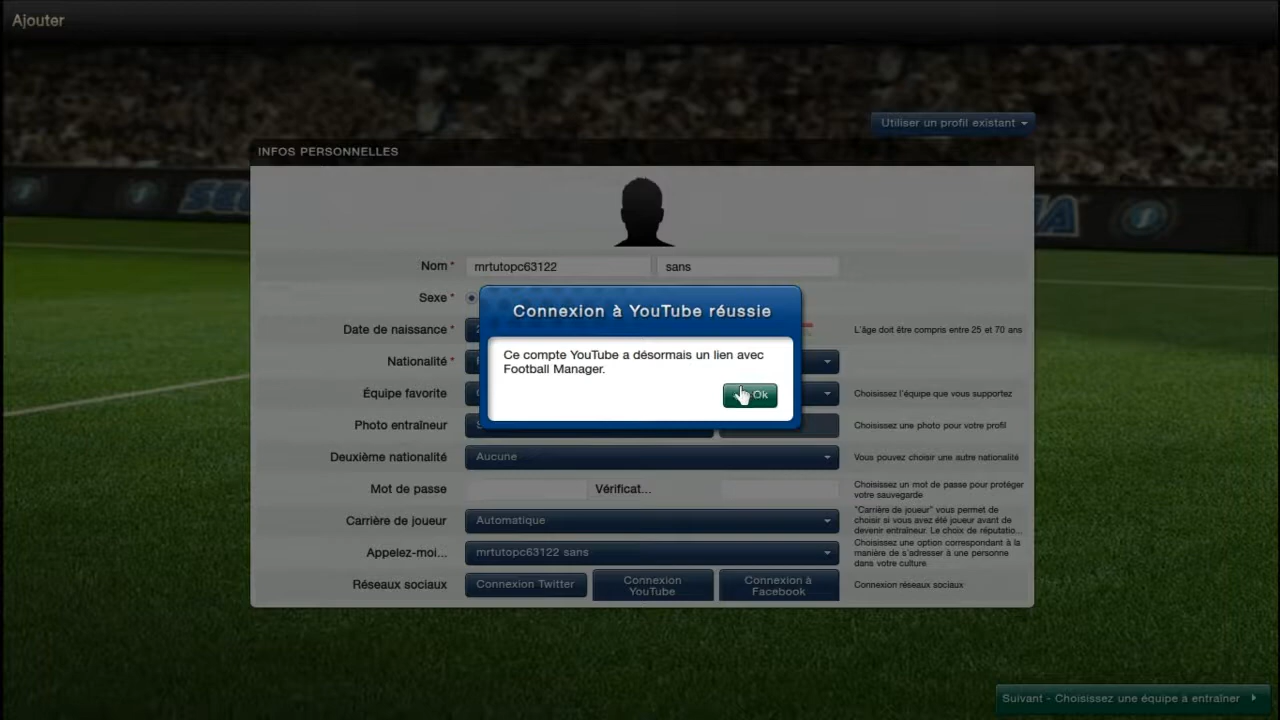 Ajouter
Utiliser un profil existant
INFOS PERSONNELLES
Nom * mrtutopc63122 sans
Sexe *
Connexion à YouTube réussie
Date de naissance * L'âge doit être compris entre 25 et 70 ans
Ce compte YouTube a désormais un lien avec
Football Manager.
Nationalité *
Ok
Équipe favorite Choisissez l'équipe que vous supportez
Photo entraîneur Choisissez une photo pour votre profil
Deuxième nationalité Aucune Vous pouvez choisir une autre nationalité
Mot de passe Vérificat... Choisissez un mot de passe pour protéger
votre sauvegarde
Carrière de joueur Automatique "Carrière de joueur" vous permet de
choisir si vous avez été joueur avant de
devenir entraîneur. Le choix de réputatio...
Appelez-moi... mrtutopc63122 sans Choisissez une option correspondant à la
manière de s'adresser à une personne
dans votre culture
Réseaux sociaux Connexion Twitter Connexion
YouTube Connexion à
Facebook Connexion réseaux sociaux
Suivant - Choisissez une équipe à entraîner